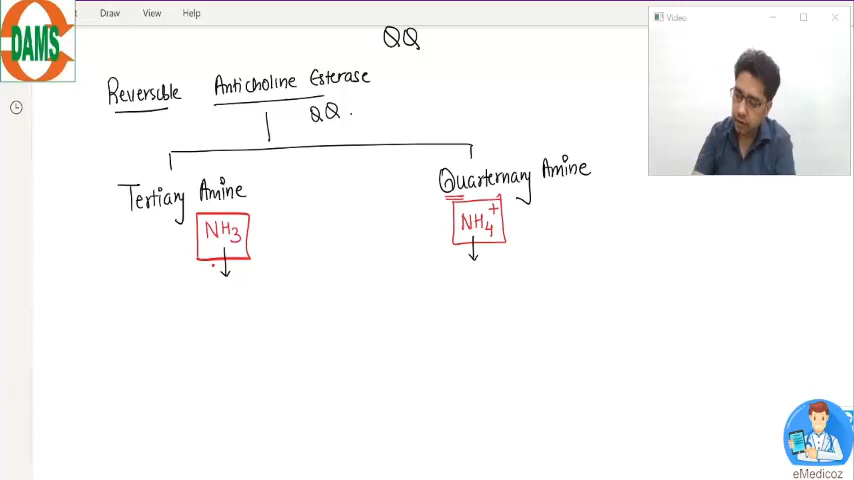 Draw View Help
Video
DAMS
QQ
Reversible Anticholine Esterase
QQ.
Tertiary Amine
Quarternary Amine
NH3
NH4+
eMedicoz